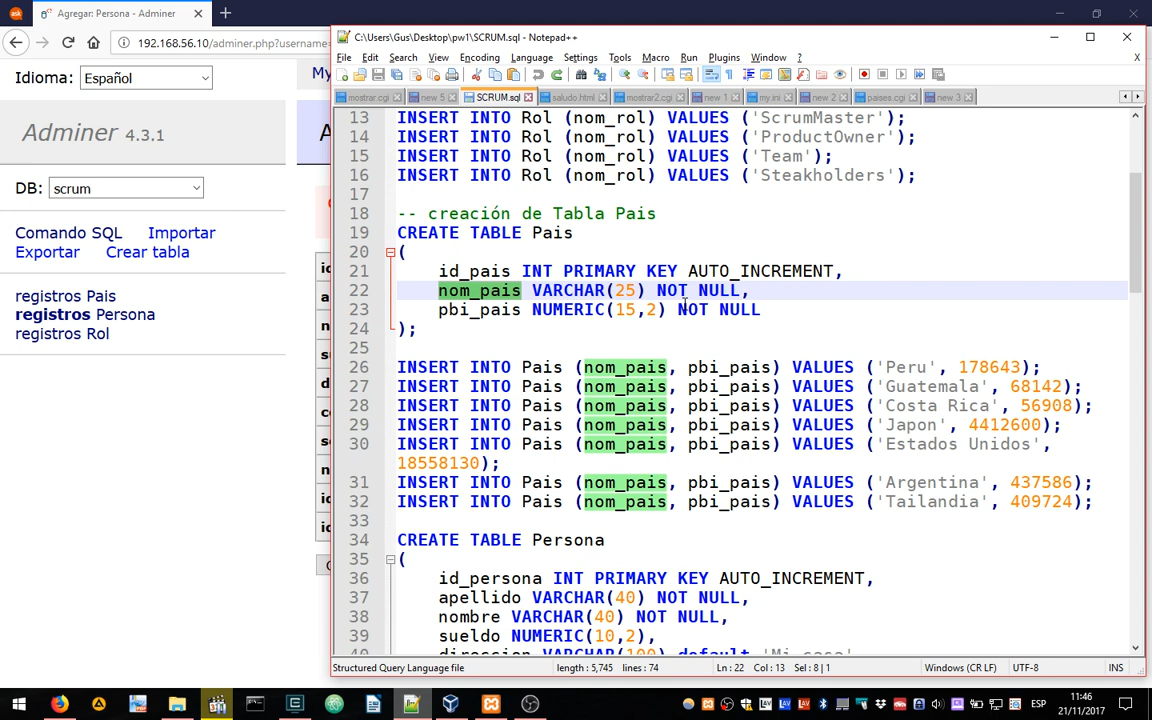 Agregar: Persona - Adminer
192.168.56.10/adminer.php?username=
Idioma: Español
My
Adminer 4.3.1
A
DB: scrum
Comando SQL Importar
Exportar Crear tabla
registros Pais
registros Persona
registros Rol
C:\Users\Gus\Desktop\pw1\SCRUM.sql - Notepad++
File Edit Search View Encoding Language Settings Tools Macro Run Plugins Window ? X
mostrar.cgi new 5 SCRUM.sql saludo.html mostrar2.cgi new 1 my.ini new 2 paises.cgi new 3
13 INSERT INTO Rol (nom_rol) VALUES ('ScrumMaster');
14 INSERT INTO Rol (nom_rol) VALUES ('ProductOwner');
15 INSERT INTO Rol (nom_rol) VALUES ('Team');
16 INSERT INTO Rol (nom_rol) VALUES ('Steakholders');
17
18 -- creación de Tabla Pais
19 CREATE TABLE Pais
20 (
21 id_pais INT PRIMARY KEY AUTO_INCREMENT,
22 nom_pais VARCHAR(25) NOT NULL,
23 pbi_pais NUMERIC(15,2) NOT NULL
24 );
25
26 INSERT INTO Pais (nom_pais, pbi_pais) VALUES ('Peru', 178643);
27 INSERT INTO Pais (nom_pais, pbi_pais) VALUES ('Guatemala', 68142);
28 INSERT INTO Pais (nom_pais, pbi_pais) VALUES ('Costa Rica', 56908);
29 INSERT INTO Pais (nom_pais, pbi_pais) VALUES ('Japon', 4412600);
30 INSERT INTO Pais (nom_pais, pbi_pais) VALUES ('Estados Unidos',
18558130);
31 INSERT INTO Pais (nom_pais, pbi_pais) VALUES ('Argentina', 437586);
32 INSERT INTO Pais (nom_pais, pbi_pais) VALUES ('Tailandia', 409724);
33
34 CREATE TABLE Persona
35 (
36 id_persona INT PRIMARY KEY AUTO_INCREMENT,
37 apellido VARCHAR(40) NOT NULL,
38 nombre VARCHAR(40) NOT NULL,
39 sueldo NUMERIC(10,2),
40 direccion VARCHAR(100) default 'Mi casa'
Structured Query Language file length : 5,745 lines : 74 Ln : 22 Col : 13 Sel : 8 | 1 Windows (CR LF) UTF-8 INS
ESP
11:46
21/11/2017